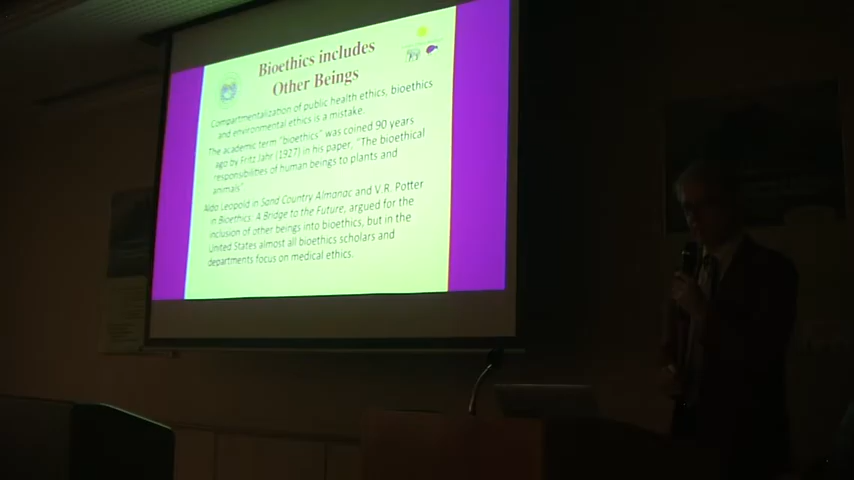 Bioethics includes
Other Beings
Compartmentalization of public health ethics, bioethics
and environmental ethics is a mistake.
The academic term "bioethics" was coined 90 years
ago by Fritz Jahr (1927) in his paper, "The bioethical
responsibilities of human beings to plants and
animals"
Aldo Leopold in Sand Country Almanac and V.R. Potter
in Bioethics: A Bridge to the Future, argued for the
inclusion of other beings into bioethics, but in the
United States almost all bioethics scholars and
departments focus on medical ethics.